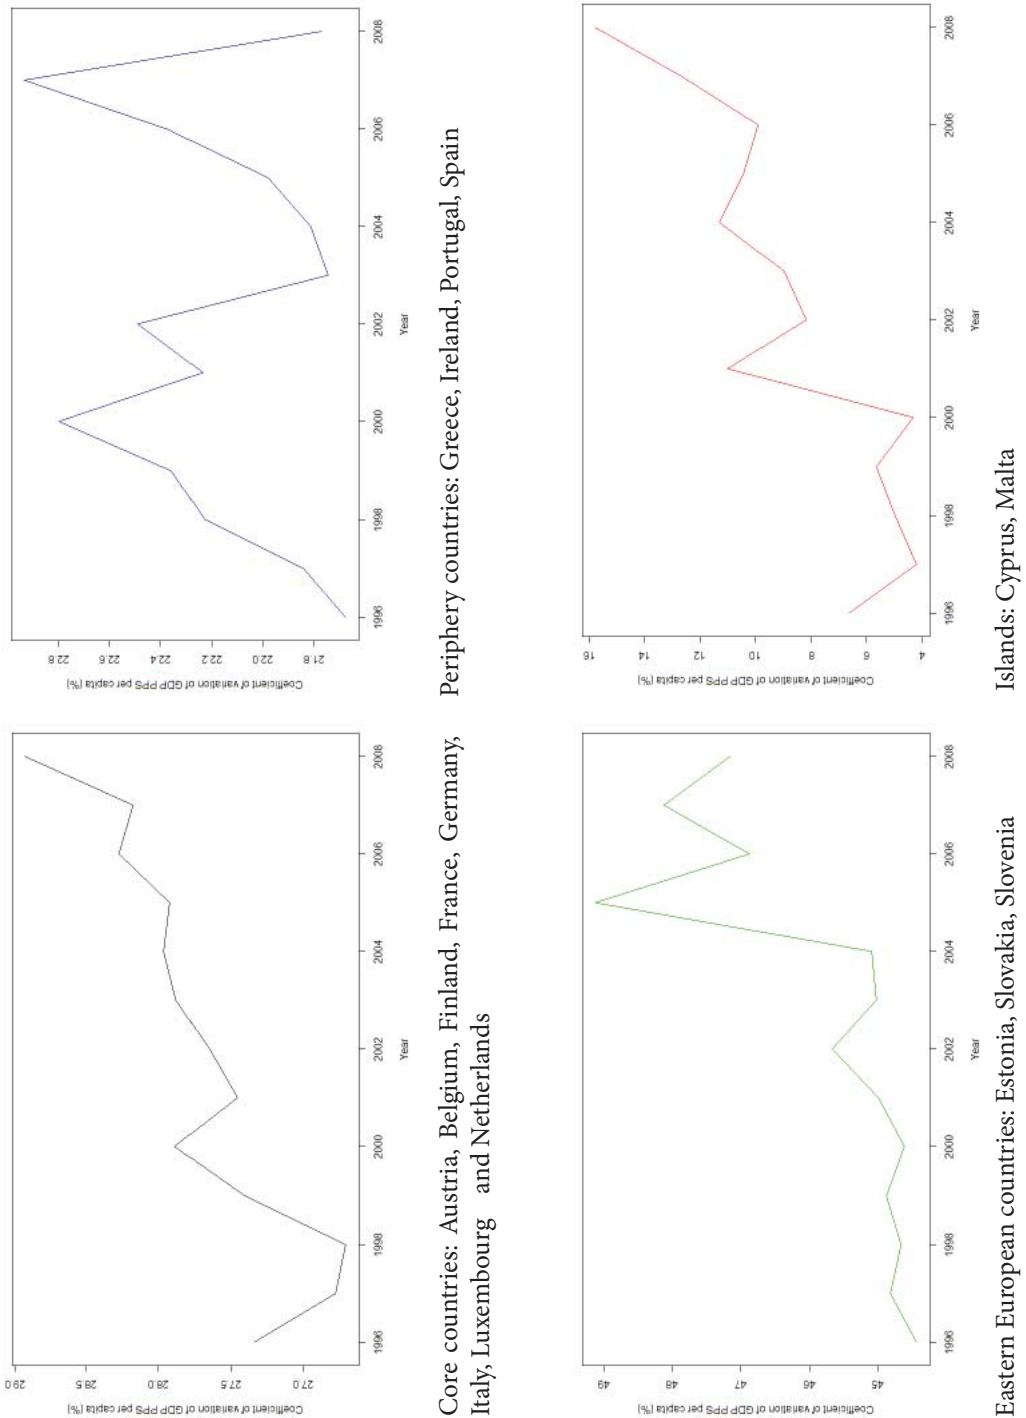 Coefficient of variation of GDP PPS per capita (%)
29.0
28.5
28.0
27.5
27.0
1996 1998 2000 2002 2004 2006 2008
Year
Core countries: Austria, Belgium, Finland, France, Germany,
Italy, Luxembourg and Netherlands
Coefficient of variation of GDP PPS per capita (%)
22.8
22.6
22.4
22.2
22.0
21.8
1996 1998 2000 2002 2004 2006 2008
Year
Periphery countries: Greece, Ireland, Portugal, Spain
Coefficient of variation of GDP PPS per capita (%)
49
48
47
46
45
1996 1998 2000 2002 2004 2006 2008
Year
Eastern European countries: Estonia, Slovakia, Slovenia
Coefficient of variation of GDP PPS per capita (%)
16
14
12
10
8
6
4
1996 1998 2000 2002 2004 2006 2008
Year
Islands: Cyprus, Malta